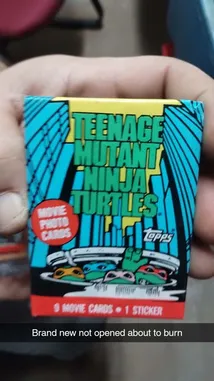 TEENAGE
MUTANT
NINJA
TURTLES
MOVIE
PHOTO
CARDS
Topps
9 MOVIE CARDS • 1 STICKER
Brand new not opened about to burn